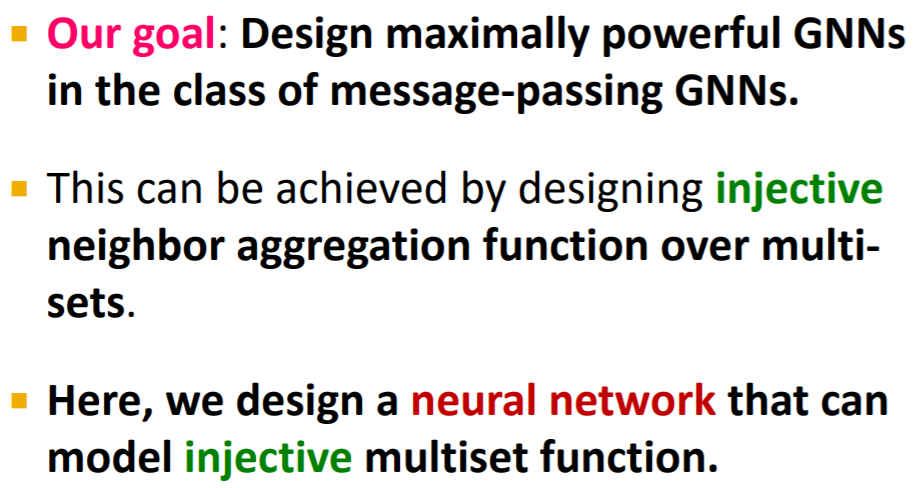 ▪ Our goal: Design maximally powerful GNNs
in the class of message-passing GNNs.
▪ This can be achieved by designing injective
neighbor aggregation function over multi-
sets.
▪ Here, we design a neural network that can
model injective multiset function.